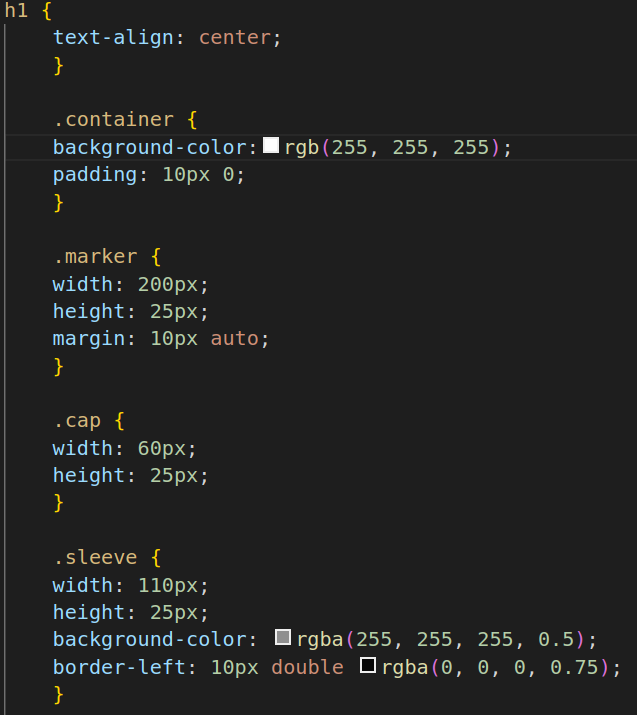 h1 {
text-align: center;
}
.container {
background-color: rgb(255, 255, 255);
padding: 10px 0;
}
.marker {
width: 200px;
height: 25px;
margin: 10px auto;
}
.cap {
width: 60px;
height: 25px;
}
.sleeve {
width: 110px;
height: 25px;
background-color: rgba(255, 255, 255, 0.5);
border-left: 10px double rgba(0, 0, 0, 0.75);
}